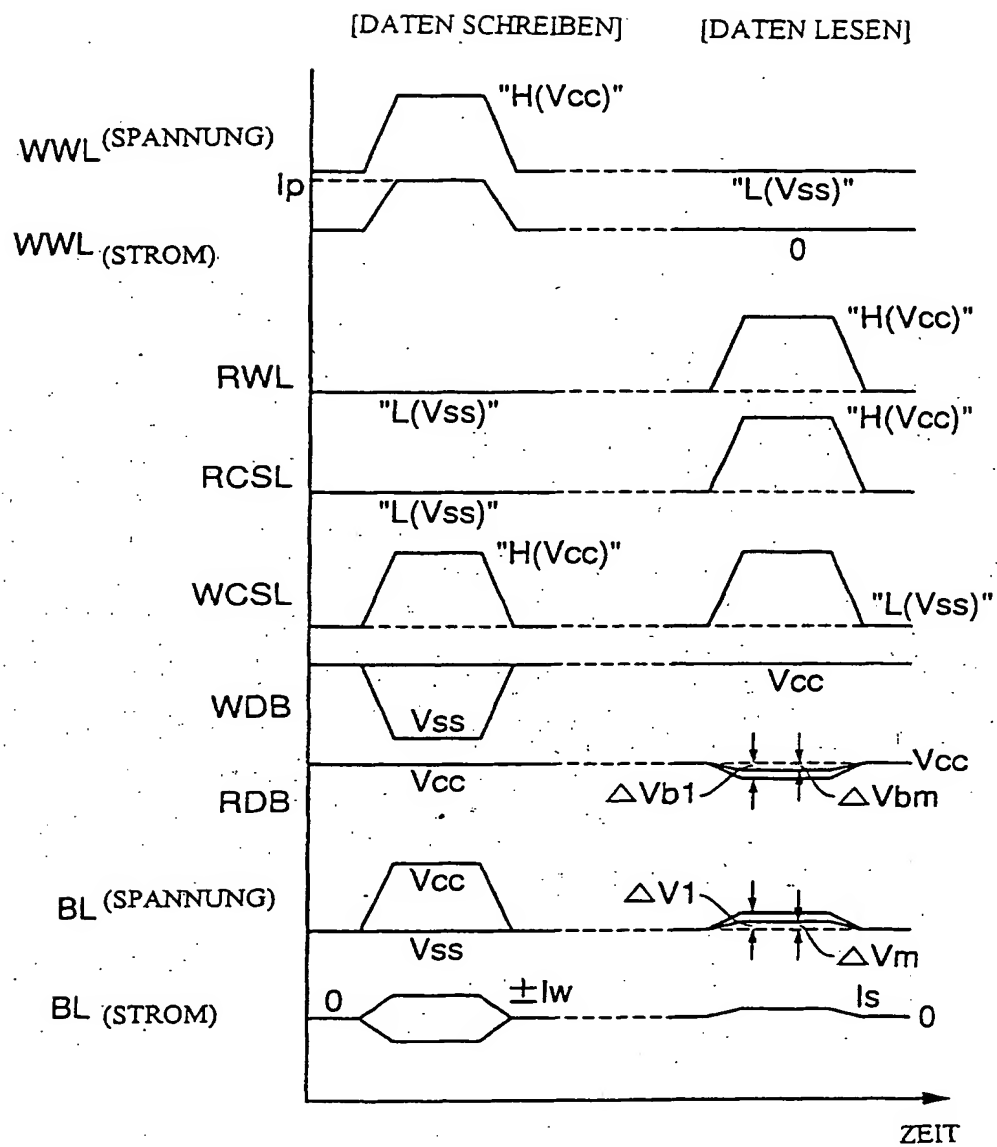 [DATEN SCHREIBEN] [DATEN LESEN]
"H(Vcc)"
WWL (SPANNUNG)
Ip
"L(Vss)"
WWL (STROM)
0
"H(Vcc)"
RWL
"L(Vss)"
"H(Vcc)"
RCSL
"L(Vss)"
"H(Vcc)"
WCSL
"L(Vss)"
Vcc
WDB
Vss
Vcc
Vcc
RDB
△Vb1 △Vbm
△V1
BL (SPANNUNG)
Vcc
Vss
△Vm
0 ±Iw Is 0
BL (STROM)
ZEIT